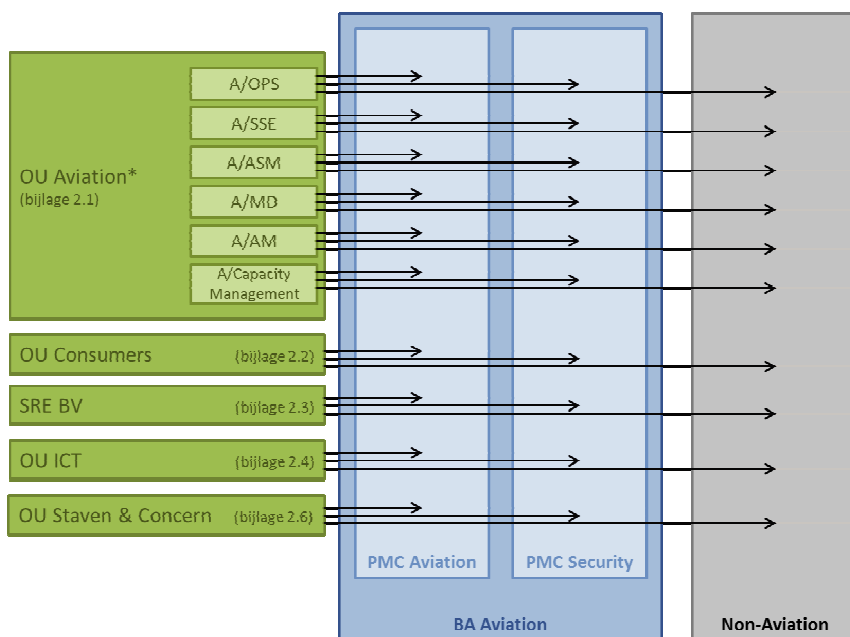 OU Aviation*
(bijlage 2.1)
A/OPS
A/SSE
A/ASM
A/MD
A/AM
A/Capacity
Management
OU Consumers (bijlage 2.2)
SRE BV (bijlage 2.3)
OU ICT (bijlage 2.4)
OU Staven & Concern (bijlage 2.6)
PMC Aviation
PMC Security
BA Aviation
Non-Aviation